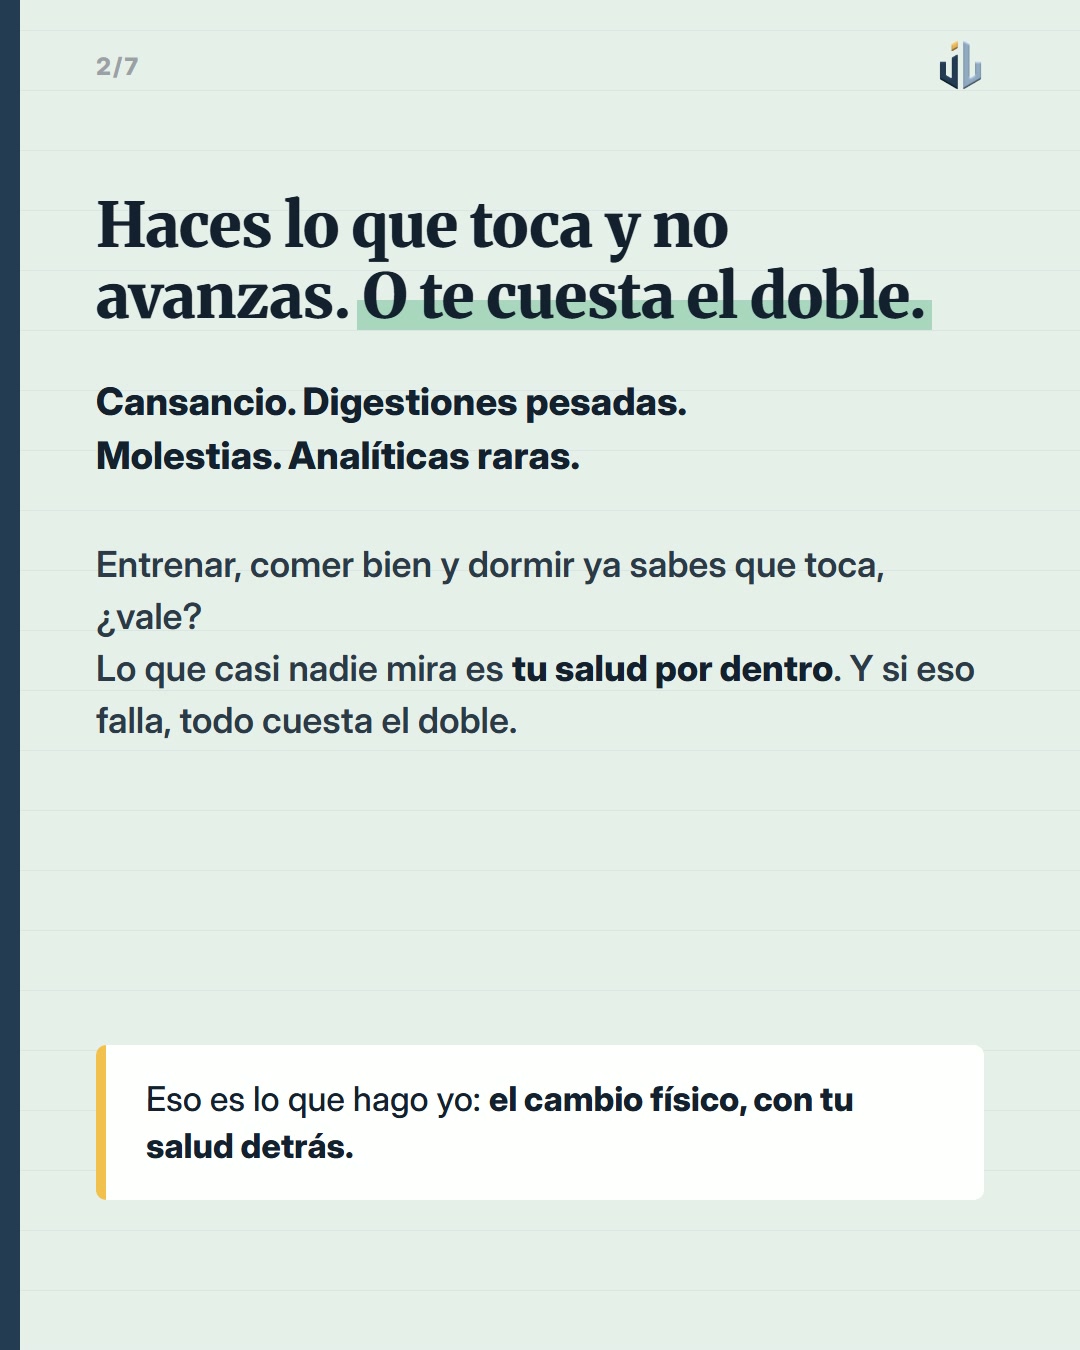 2/7
Haces lo que toca y no
avanzas. O te cuesta el doble.
Cansancio. Digestiones pesadas.
Molestias. Analíticas raras.
Entrenar, comer bien y dormir ya sabes que toca,
¿vale?
Lo que casi nadie mira es tu salud por dentro. Y si eso
falla, todo cuesta el doble.
Eso es lo que hago yo: el cambio físico, con tu
salud detrás.